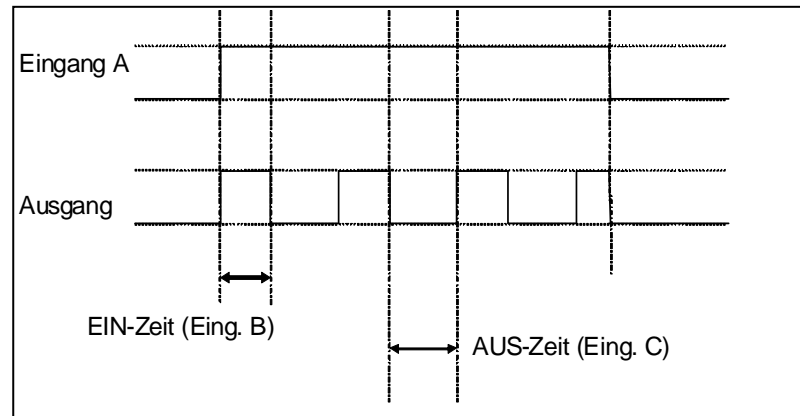 Eingang A
Ausgang
EIN-Zeit (Eing. B)
AUS-Zeit (Eing. C)